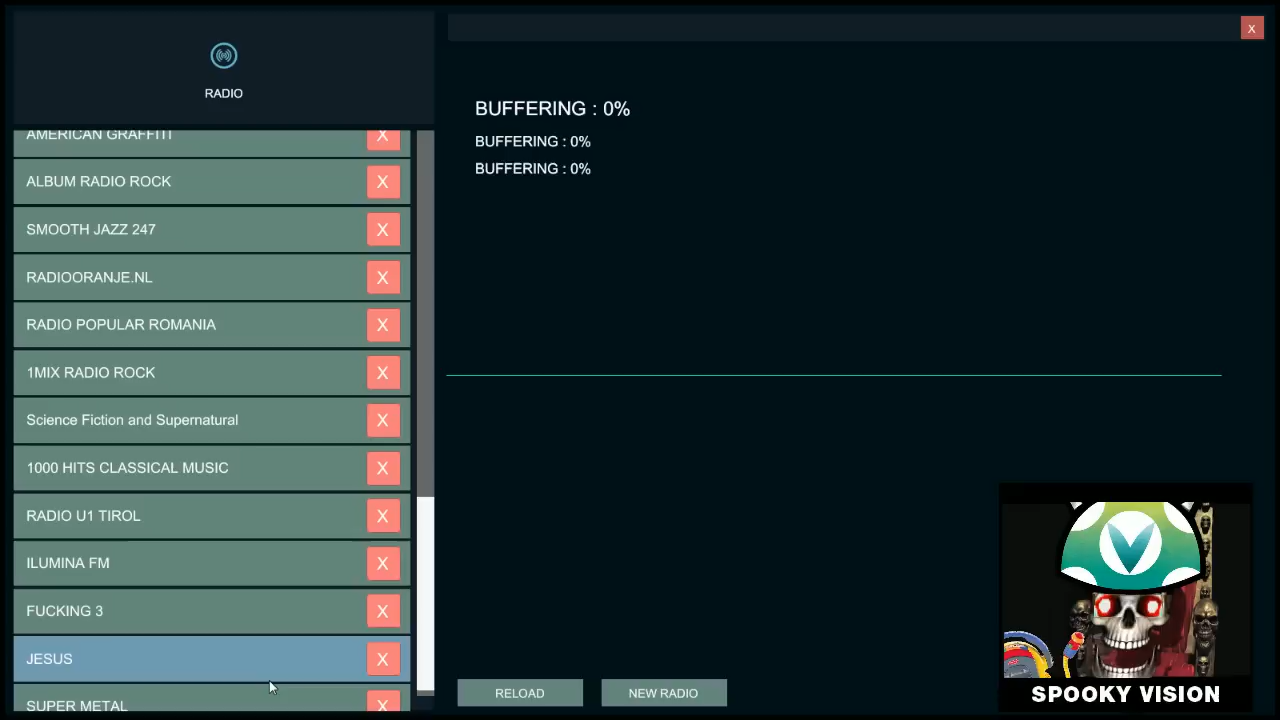 RADIO
AMERICAN GRAFFITI X
ALBUM RADIO ROCK X
SMOOTH JAZZ 247 X
RADIOORANJE.NL X
RADIO POPULAR ROMANIA X
1MIX RADIO ROCK X
Science Fiction and Supernatural X
1000 HITS CLASSICAL MUSIC X
RADIO U1 TIROL X
ILUMINA FM X
FUCKING 3 X
JESUS X
SUPER METAL X
X
BUFFERING : 0%
BUFFERING : 0%
BUFFERING : 0%
RELOAD
NEW RADIO
SPOOKY VISION